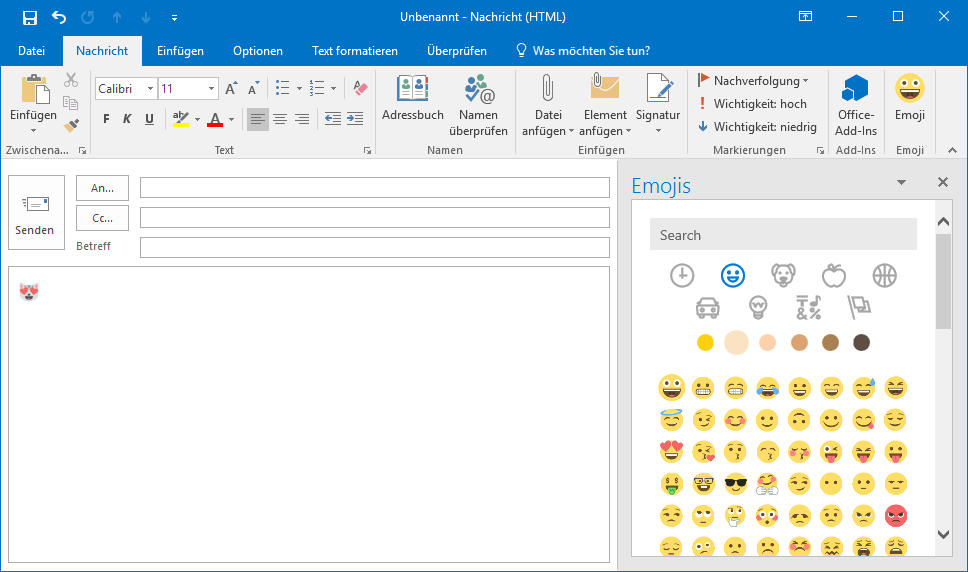 Unbenannt - Nachricht (HTML)
Datei Nachricht Einfügen Optionen Text formatieren Überprüfen Was möchten Sie tun?
Einfügen
Zwischena...
Calibri 11
F K U
A A
ab A
Text
Adressbuch
Namen
überprüfen
Namen
Datei
anfügen
Element
anfügen
Signatur
Einfügen
Nachverfolgung
Wichtigkeit: hoch
Wichtigkeit: niedrig
Markierungen
Office-
Add-Ins
Add-Ins
Emoji
Emoji
Senden
An...
Cc...
Betreff
Emojis
Search